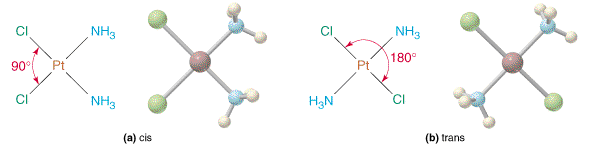 Cl NH3
90° Pt
Cl NH3
(a) cis
Cl NH3
Pt 180°
H3N Cl
(b) trans